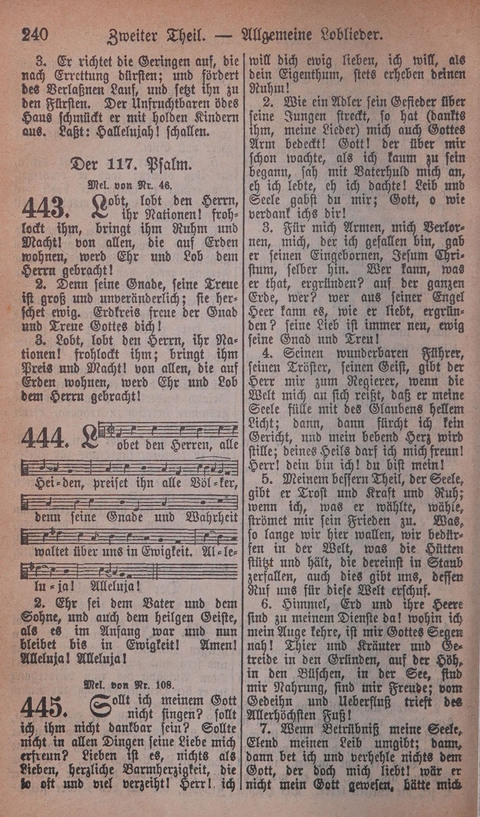 240 Zweiter Theil. — Allgemeine Loblieder.
3. Er richtet die Geringen auf, die
nach Errettung dürsten; und fördert
des Verlaßnen Lauf, und setzt ihn zu
den Fürsten. Der Unfruchtbaren ödes
Haus schmückt er mit holden Kindern
aus. Laßt: Hallelujah! schallen.
Der 117. Psalm.
Mel. von Nr. 46.
443. Lobt, lobt den Herrn,
ihr Nationen! froh-
lockt ihm, bringt ihm Ruhm und
Macht! von allen, die auf Erden
wohnen, werd Ehr und Lob dem
Herrn gebracht!
2. Denn seine Gnade, seine Treue
ist groß und unveränderlich; sie her-
schet ewig. Erdkreis freue der Gnad
und Treue Gottes dich!
3. Lobt, lobt den Herrn, ihr Na-
tionen! frohlockt ihm; bringt ihm
Preis und Macht! von allen, die auf
Erden wohnen, werd Ehr und Lob
dem Herrn gebracht!
444. Lobet den Herren, alle
Hei-den, preiset ihn alle Völ-ker,
denn seine Gnade und Wahrheit
waltet über uns in Ewigkeit. Al-le-
lu-ja! Alleluja!
2. Ehr sei dem Vater und dem
Sohne, und auch dem heilgen Geiste,
als es im Anfang war und nun
bleibet bis in Ewigkeit! Amen!
Alleluja! Alleluja!
Mel. von Nr. 108.
445. Sollt ich meinem Gott
nicht singen? sollt
ich ihm nicht dankbar sein? Sollte
nicht in allen Dingen seine Liebe mich
erfreun? Lieben ist es, nichts als
Lieben, herzliche Barmherzigkeit, die
so oft und viel verzeiht! Herr! ich
will dich ewig lieben, ich will, als
dein Eigenthum, stets erheben deinen
Ruhm!
2. Wie ein Adler sein Gefieder über
seine Jungen streckt, so hat (dankts
ihm, meine Lieder) mich auch Gottes
Arm bedeckt! Gott! der über mir
schon wachte, als ich kaum zu sein
begann, sah mit Vaterhuld mich an,
eh ich lebte, eh ich dachte! Leib und
Seele gabst du mir; Gott, o wie
verdank ichs dir!
3. Für mich Armen, mich Verlor-
nen, mich, der ich gefallen bin, gab
er seinen Eingebornen, Jesum Chri-
stum, selber hin. Wer kann, was
er that, ergründen? auf der ganzen
Erde, wer? wer aus seiner Engel
Heer kann es, wie er liebt, ergrün-
den? seine Lieb ist immer neu, ewig
seine Gnad und Treu!
4. Seinen wunderbaren Führer,
seinen Tröster, seinen Geist, gibt der
Herr mir zum Regierer, wenn die
Welt mich an sich reißt, daß er meine
Seele fülle mit des Glaubens hellem
Licht; dann, dann fürcht ich kein
Gericht, und mein bebend Herz wird
stille; deines Heils darf ich mich freun!
Herr! dein bin ich! du bist mein!
5. Meinem bessern Theil, der Seele,
gibt er Trost und Kraft und Ruh;
wenn ich, was er wählte, wähle,
strömet mir sein Frieden zu. Was,
so lange wir hier wallen, wir bedür-
fen in der Welt, was die Hütten
stützt und hält, die dereinst in Staub
zerfallen, auch dies gibt uns, dessen
Ruf uns für diese Welt erschuf.
6. Himmel, Erd und ihre Heere
sind zu meinem Dienste da! wohin ich
mein Auge kehre, ist mir Gottes Segen
nah! Thier und Kräuter und Ge-
treide in den Gründen, auf der Höh,
in den Büschen, in der See, sind
mir Nahrung, sind mir Freude; vom
Gedeihn und Ueberfluß trieft des
Allerhöchsten Fuß!
7. Wenn Betrübniß meine Seele,
Elend meinen Leib umgibt; dann,
dann bet ich und verhehle nichts dem
Gott, der doch mich liebt! wär er
nicht mein Gott gewesen, hätte mich